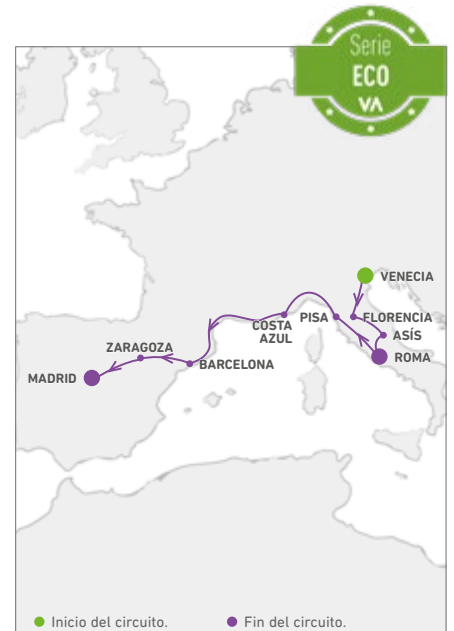 Serie
ECO
VA
VENECIA
PISA
FLORENCIA
COSTA
AZUL
ASÍS
ZARAGOZA
ROMA
BARCELONA
MADRID
Inicio del circuito.
Fin del circuito.